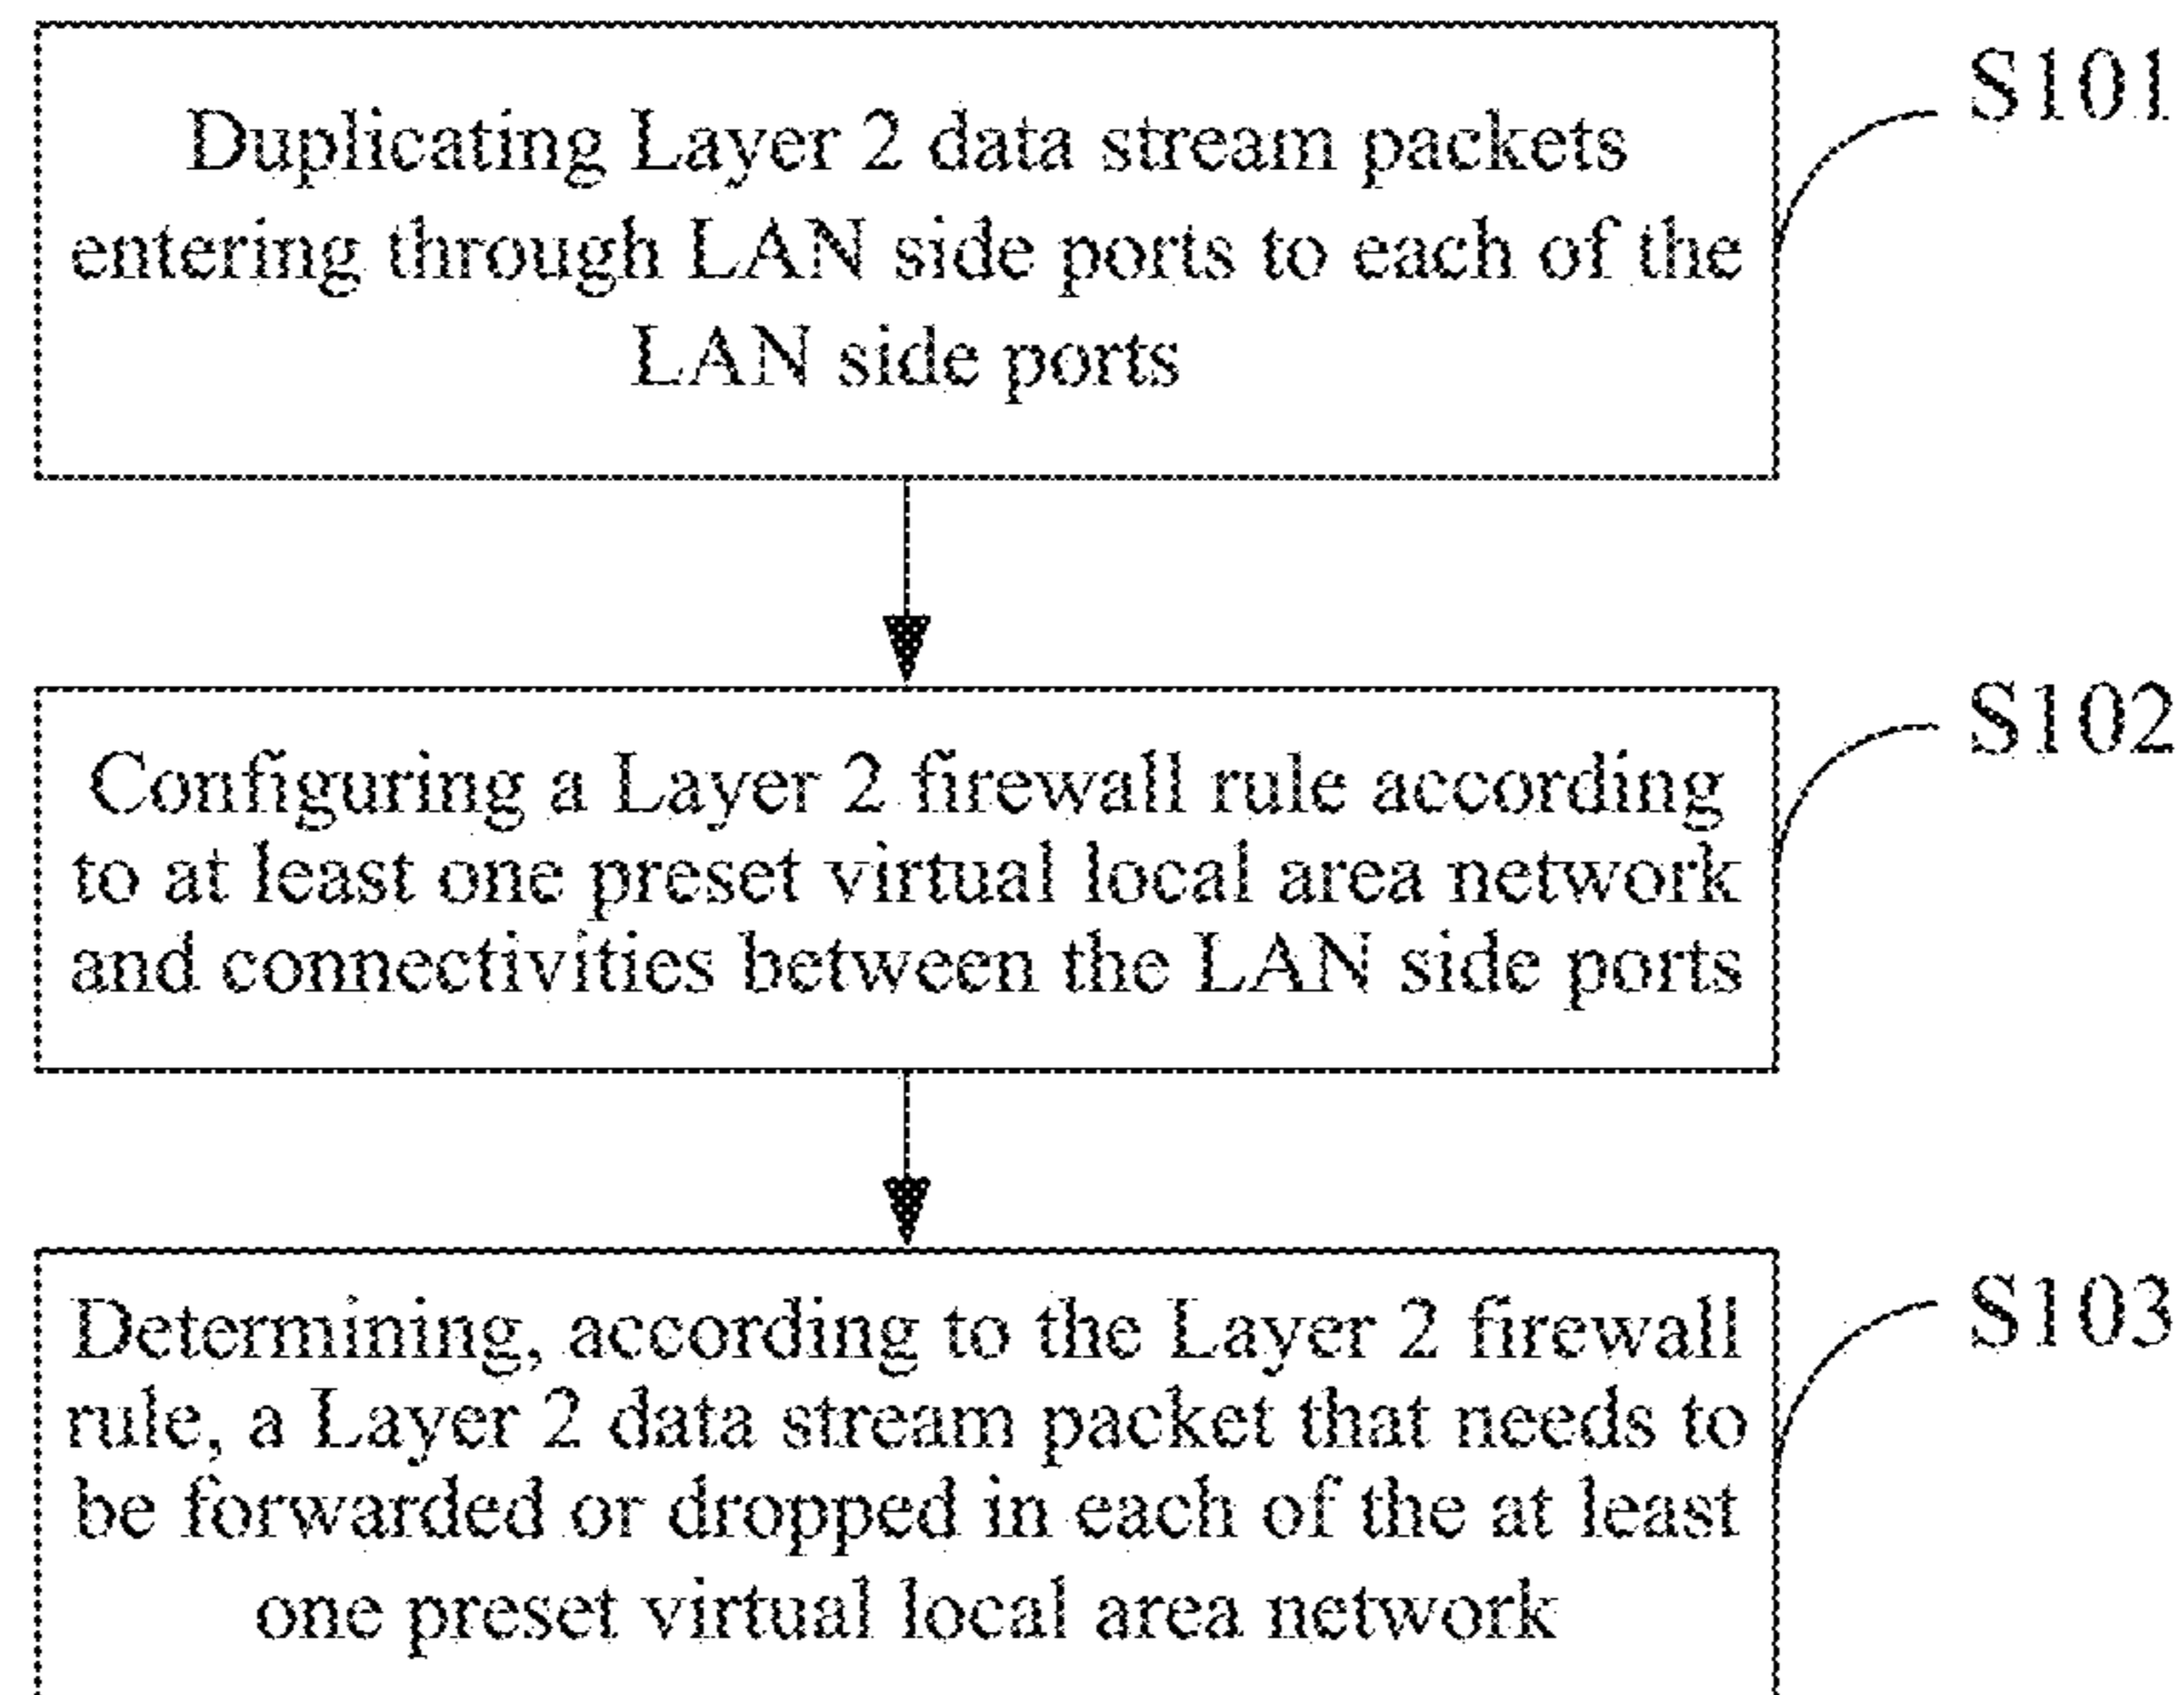 Duplicating Layer 2 data stream packets
entering through LAN side ports to each of the
LAN side ports
S101
Configuring a Layer 2 firewall rule according
to at least one preset virtual local area network
and connectivities between the LAN side ports
S102
Determining, according to the Layer 2 firewall
rule, a Layer 2 data stream packet that needs to
be forwarded or dropped in each of the at least
one preset virtual local area network
S103